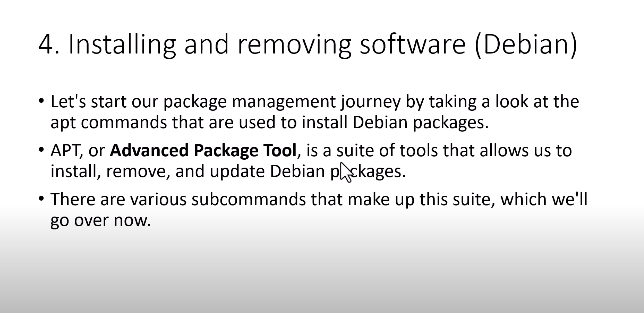 4. Installing and removing software (Debian)
• Let's start our package management journey by taking a look at the
apt commands that are used to install Debian packages.
• APT, or Advanced Package Tool, is a suite of tools that allows us to
install, remove, and update Debian packages.
• There are various subcommands that make up this suite, which we'll
go over now.